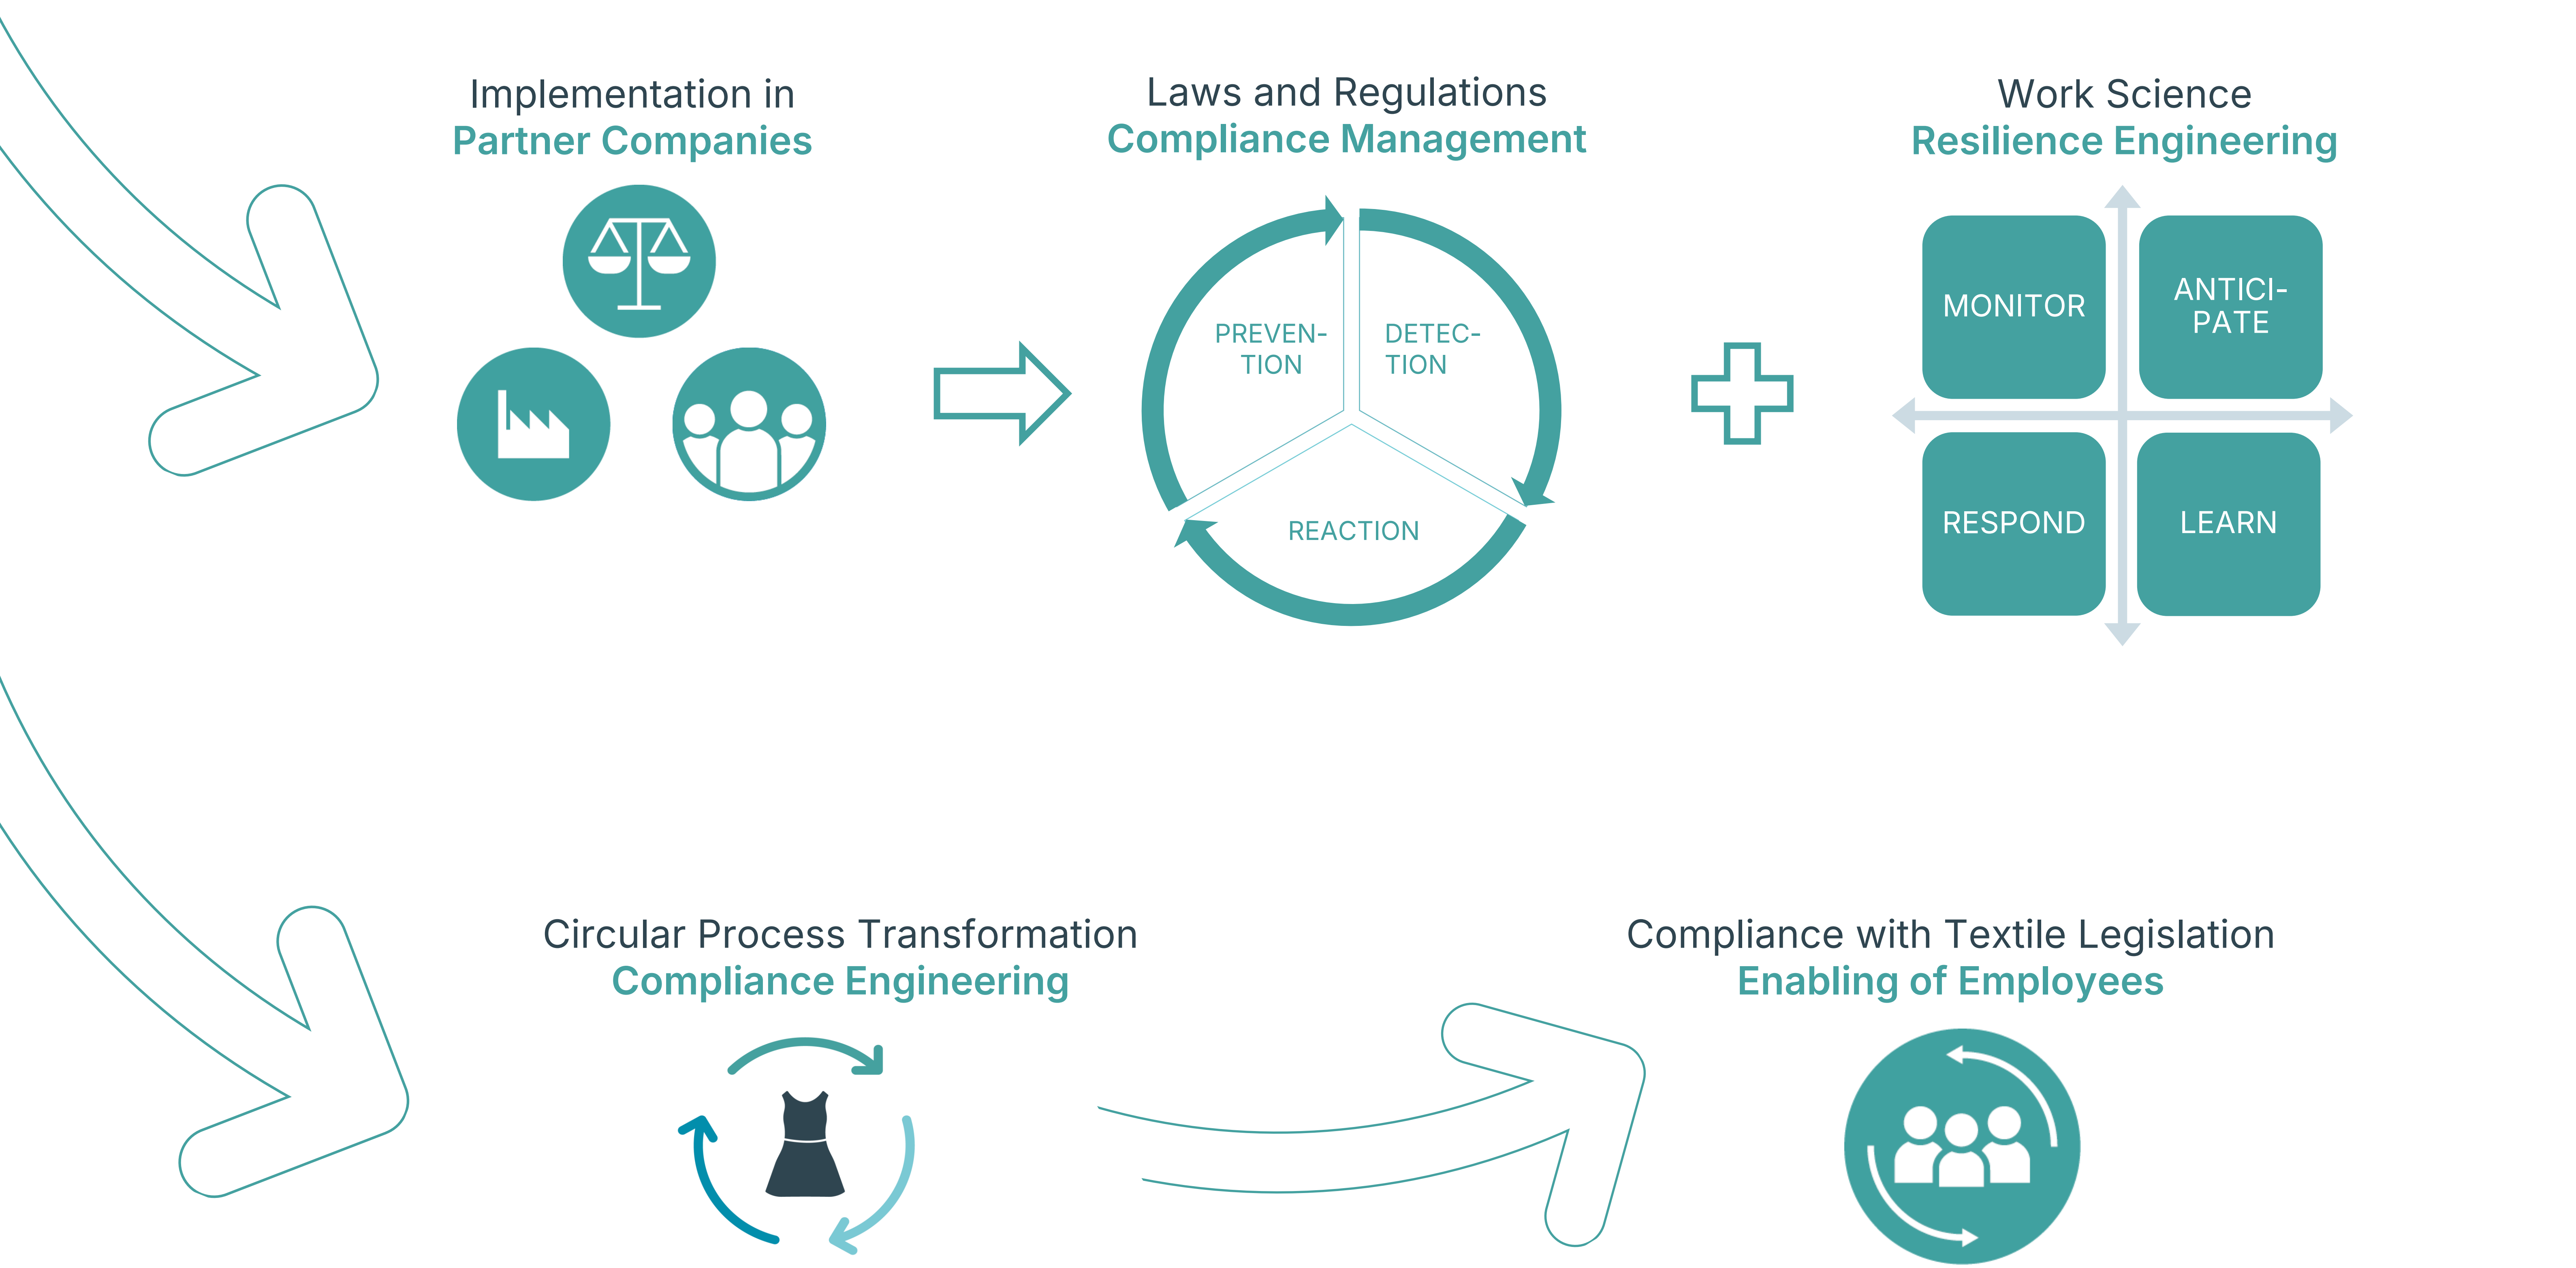 Implementation in
Partner Companies
Laws and Regulations
Compliance Management
Work Science
Resilience Engineering
PREVEN-
TION
DETEC-
TION
REACTION
MONITOR
ANTICI-
PATE
RESPOND
LEARN
Circular Process Transformation
Compliance Engineering
Compliance with Textile Legislation
Enabling of Employees